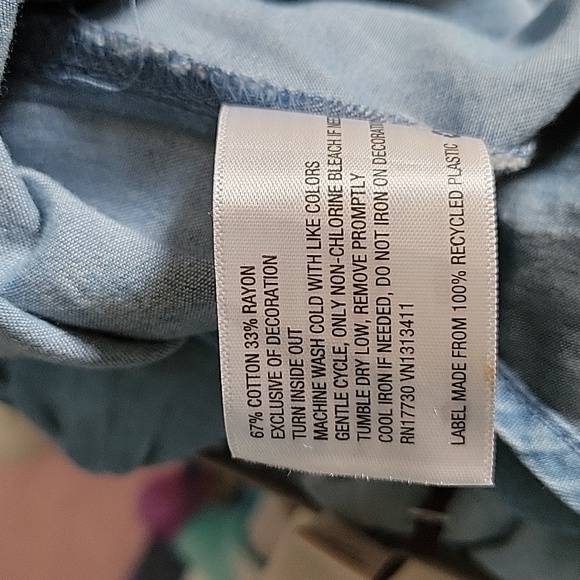 67% COTTON 33% RAYON
EXCLUSIVE OF DECORATION
TURN INSIDE OUT
MACHINE WASH COLD WITH LIKE COLORS
GENTLE CYCLE, ONLY NON-CHLORINE BLEACH IF
TUMBLE DRY LOW, REMOVE PROMPTLY
COOL IRON IF NEEDED, DO NOT IRON ON
RN17730 VN1313411
LABEL MADE FROM 100% RECYCLED PLASTIC